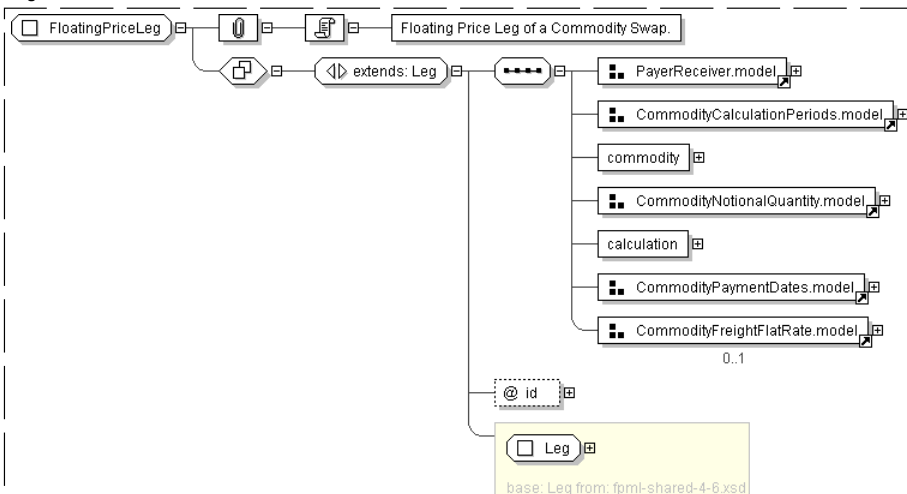 FloatingPriceLeg
Floating Price Leg of a Commodity Swap.
extends: Leg
PayerReceiver.model
CommodityCalculationPeriods.model
commodity
CommodityNotionalQuantity.model
calculation
CommodityPaymentDates.model
CommodityFreightFlatRate.model
0..1
@ id
Leg
base: Leg from: fpml-shared-4-6.xsd